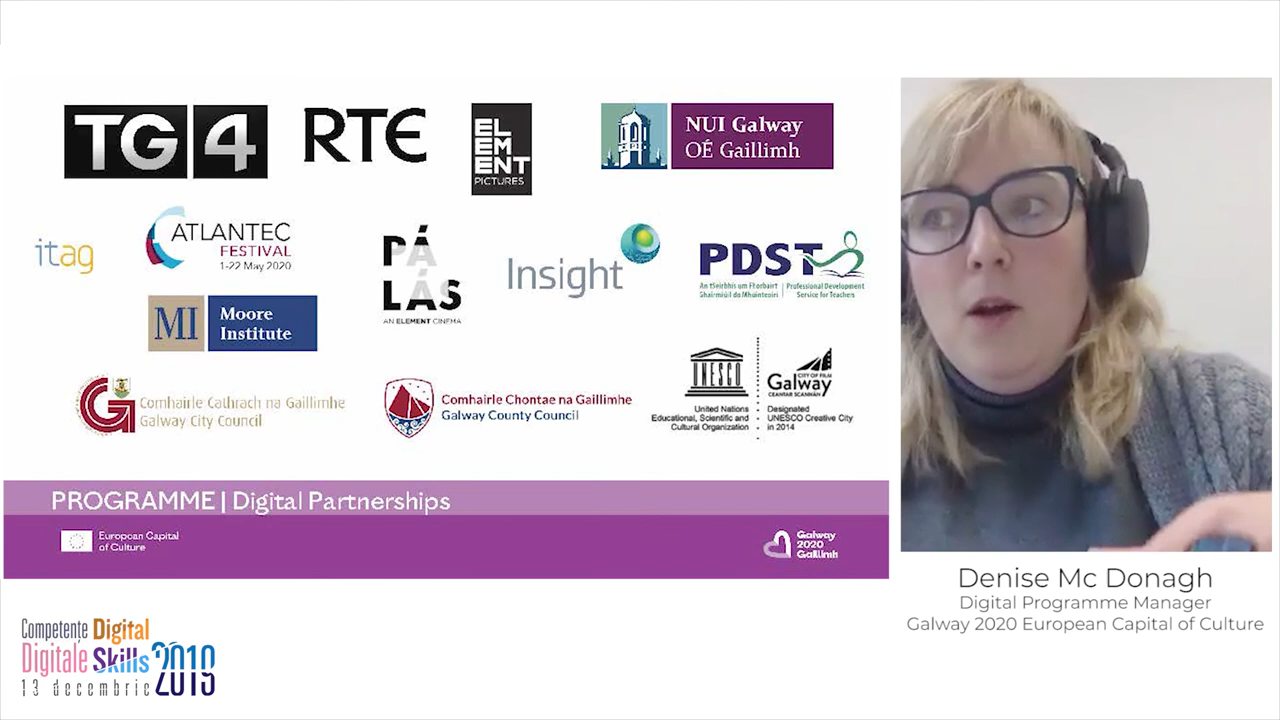 TG4
RTÉ
ELEMENT
PICTURES
NUI Galway
OÉ Gaillimh
itag
ATLANTEC
FESTIVAL
1-22 May 2020
PÁLÁS
AN ELEMENT CINEMA
Insight
PDST
An tSeirbhís um Fhorbairt
Ghairmiúil do Mhúinteoirí
Professional Development
Service for Teachers
MI
Moore
Institute
Comhairle Cathrach na Gaillimhe
Galway City Council
Comhairle Chontae na Gaillimhe
Galway County Council
UNESCO
United Nations
Educational, Scientific and
Cultural Organization
CITY OF FILM
Galway
CEANTAR SCANNÁN
Designated
UNESCO Creative City
in 2014
PROGRAMME | Digital Partnerships
European Capital
of Culture
Galway
2020
Gaillimh
Denise Mc Donagh
Digital Programme Manager
Galway 2020 European Capital of Culture
Competențe Digital
Digitale Skills 2019
13 decembrie